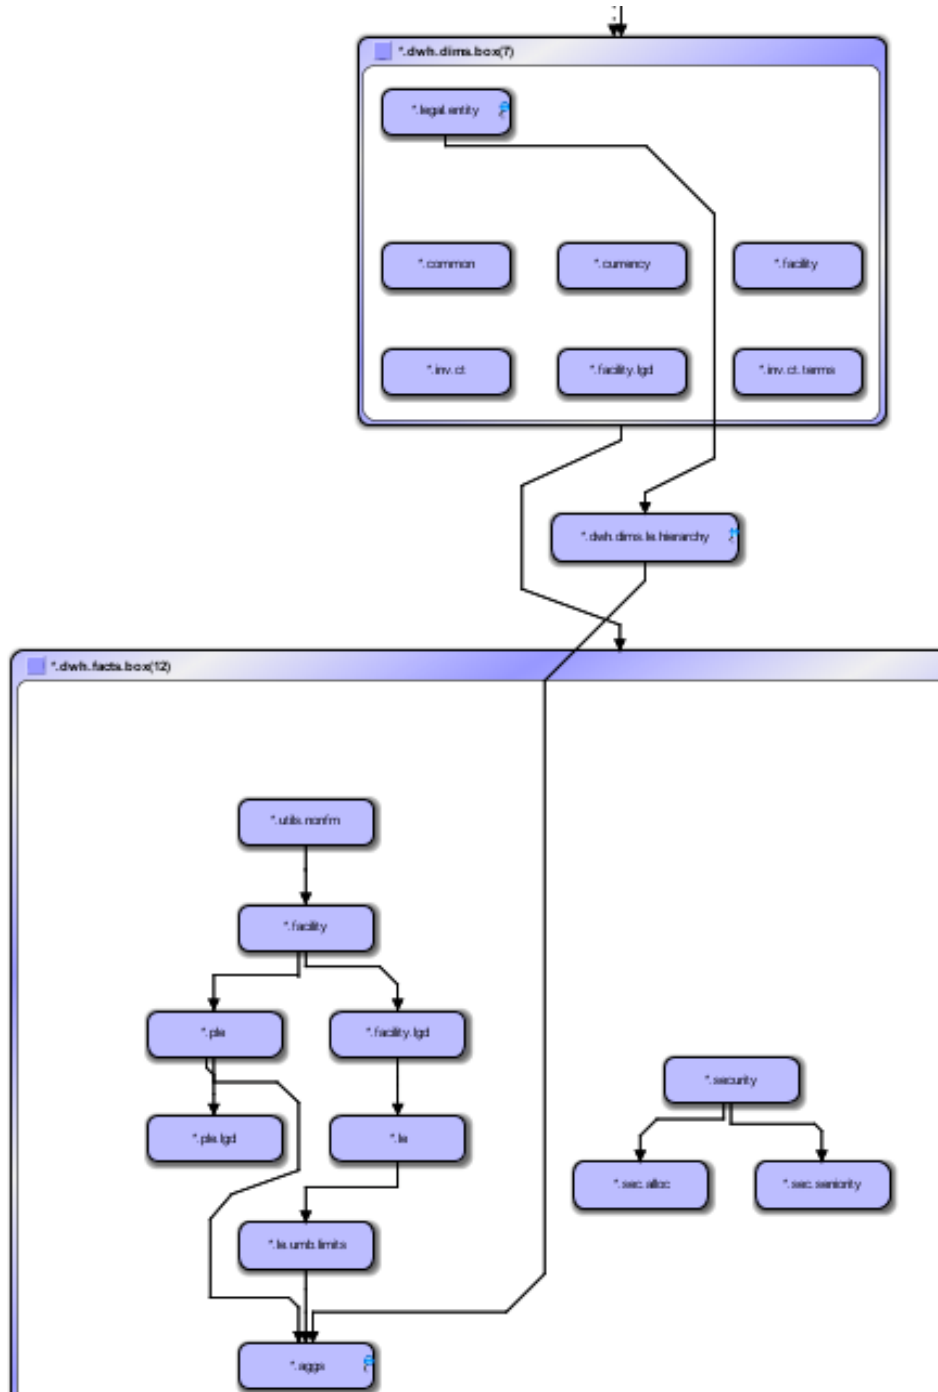 *.dwh.dims.box(7)
*.legal.entity
*.common
*.currency
*.facility
*.inv.ct
*.facility.lgd
*.inv.ct.terms
*.dwh.dims.le.hierarchy
*.dwh.facts.box(12)
*.utils.nonfm
*.facility
*.ple
*.facility.lgd
*.security
*.ple.lgd
*.le
*.sec.alloc
*.sec.seniority
*.le.umb.limits
*.aggs